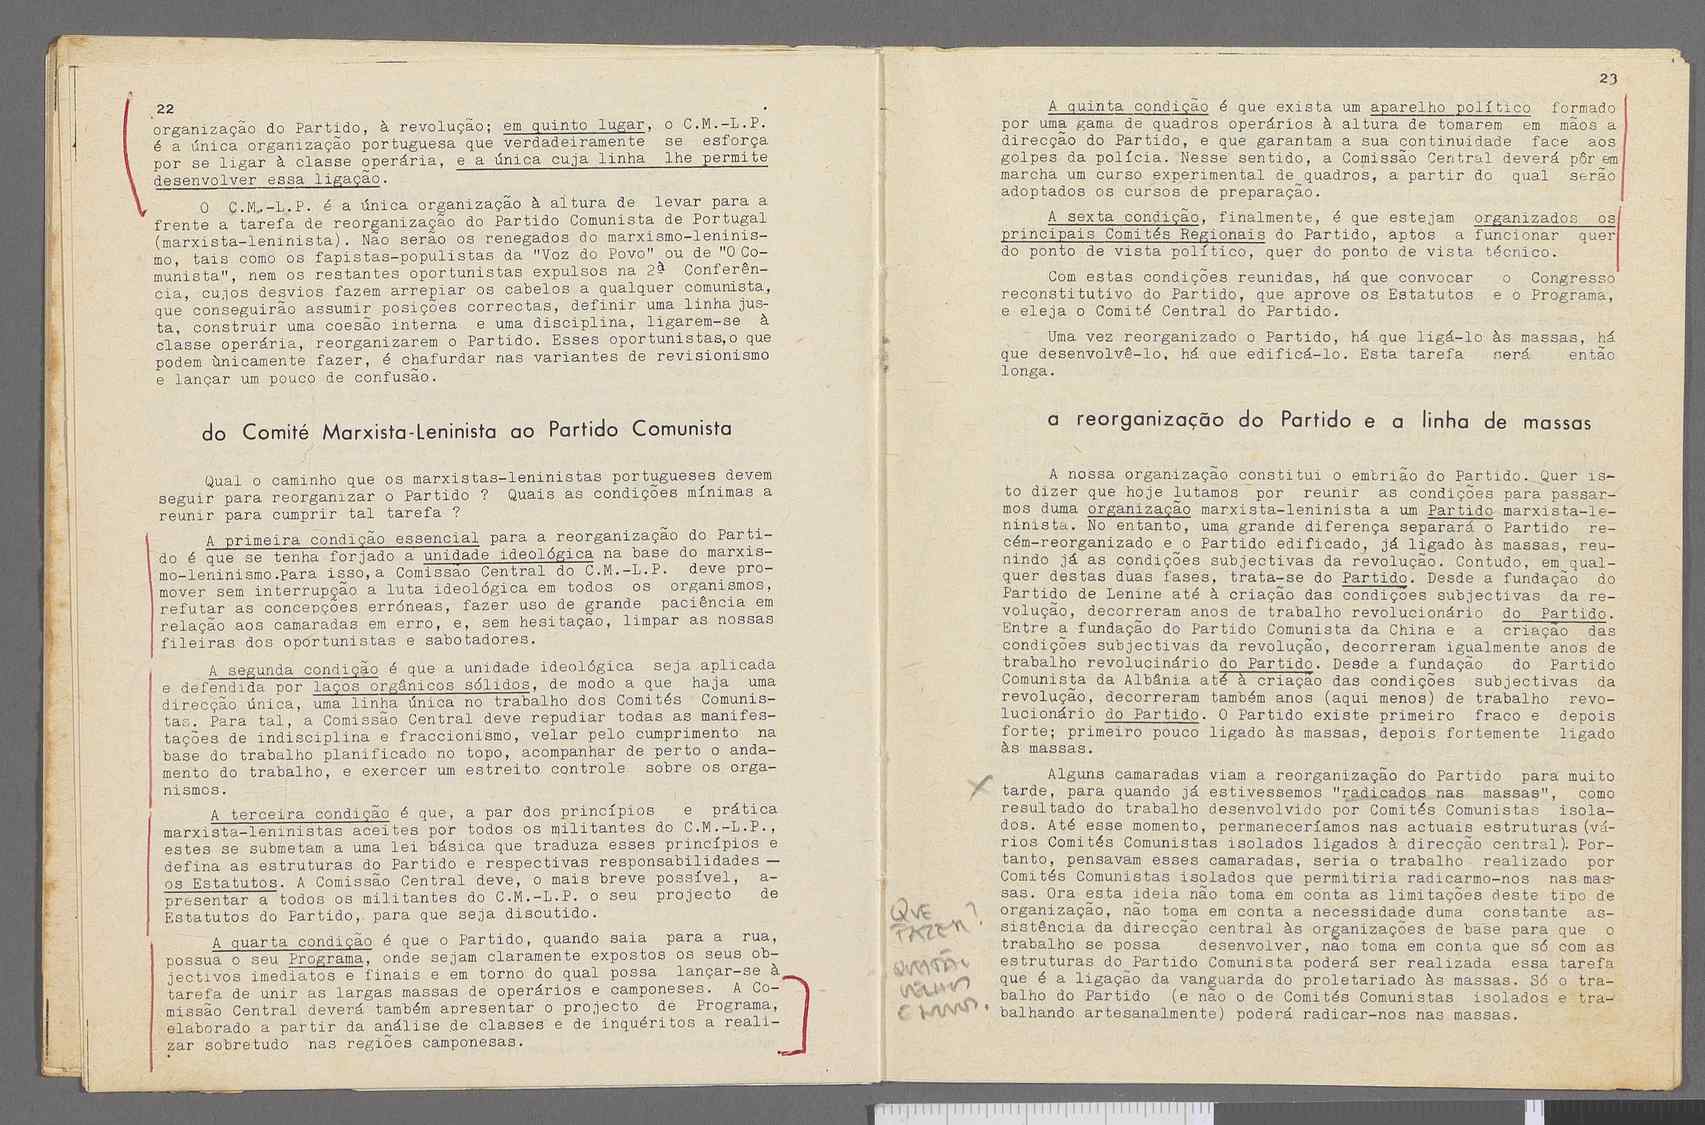 22
organização do Partido, à revolução; em quinto lugar, o C.M.-L.P.
é a única organização portuguesa que verdadeiramente se esforça
por se ligar à classe operária, e a única cuja linha lhe permite
desenvolver essa ligação.
O C.M.-L.P. é a única organização à altura de levar para a
frente a tarefa de reorganização do Partido Comunista de Portugal
(marxista-leninista). Não serão os renegados do marxismo-leninis-
mo, tais como os fapistas-populistas da "Voz do Povo" ou de "O Co-
munista", nem os restantes oportunistas expulsos na 2ª Conferên-
cia, cujos desvios fazem arrepiar os cabelos a qualquer comunista,
que conseguirão assumir posições correctas, definir uma linha jus-
ta, construir uma coesão interna e uma disciplina, ligarem-se à
classe operária, reorganizarem o Partido. Esses oportunistas,o que
podem ùnicamente fazer, é chafurdar nas variantes de revisionismo
e lançar um pouco de confusão.
do Comité Marxista-Leninista ao Partido Comunista
Qual o caminho que os marxistas-leninistas portugueses devem
seguir para reorganizar o Partido ? Quais as condições mínimas a
reunir para cumprir tal tarefa ?
A primeira condição essencial para a reorganização do Parti-
do é que se tenha forjado a unidade ideológica na base do marxis-
mo-leninismo.Para isso,a Comissão Central do C.M.-L.P. deve pro-
mover sem interrupção a luta ideológica em todos os organismos,
refutar as concepções erróneas, fazer uso de grande paciência em
relação aos camaradas em erro, e, sem hesitação, limpar as nossas
fileiras dos oportunistas e sabotadores.
A segunda condição é que a unidade ideológica seja aplicada
e defendida por laços orgânicos sólidos, de modo a que haja uma
direcção única, uma linha única no trabalho dos Comités Comunis-
tas. Para tal, a Comissão Central deve repudiar todas as manifes-
tações de indisciplina e fraccionismo, velar pelo cumprimento na
base do trabalho planificado no topo, acompanhar de perto o anda-
mento do trabalho, e exercer um estreito controle sobre os orga-
nismos.
A terceira condição é que, a par dos princípios e prática
marxista-leninistas aceites por todos os militantes do C.M.-L.P.,
estes se submetam a uma lei básica que traduza esses princípios e
defina as estruturas do Partido e respectivas responsabilidades —
os Estatutos. A Comissão Central deve, o mais breve possível, a-
presentar a todos os militantes do C.M.-L.P. o seu projecto de
Estatutos do Partido, para que seja discutido.
A quarta condição é que o Partido, quando saia para a rua,
possua o seu Programa, onde sejam claramente expostos os seus ob-
jectivos imediatos e finais e em torno do qual possa lançar-se à
tarefa de unir as largas massas de operários e camponeses. A Co-
missão Central deverá também apresentar o projecto de Programa,
elaborado a partir da análise de classes e de inquéritos a reali-
zar sobretudo nas regiões camponesas.
23
A quinta condição é que exista um aparelho político formado
por uma gama de quadros operários à altura de tomarem em mãos a
direcção do Partido, e que garantam a sua continuidade face aos
golpes da polícia. Nesse sentido, a Comissão Central deverá pôr em
marcha um curso experimental de quadros, a partir do qual serão
adoptados os cursos de preparação.
A sexta condição, finalmente, é que estejam organizados os
principais Comités Regionais do Partido, aptos a funcionar quer
do ponto de vista político, quer do ponto de vista técnico.
Com estas condições reunidas, há que convocar o Congresso
reconstitutivo do Partido, que aprove os Estatutos e o Programa,
e eleja o Comité Central do Partido.
Uma vez reorganizado o Partido, há que ligá-lo às massas, há
que desenvolvê-lo, há que edificá-lo. Esta tarefa será então
longa.
a reorganização do Partido e a linha de massas
A nossa organização constitui o embrião do Partido. Quer is-
to dizer que hoje lutamos por reunir as condições para passar-
mos duma organização marxista-leninista a um Partido marxista-le-
ninista. No entanto, uma grande diferença separará o Partido re-
cém-reorganizado e o Partido edificado, já ligado às massas, reu-
nindo já as condições subjectivas da revolução. Contudo, em qual-
quer destas duas fases, trata-se do Partido. Desde a fundação do
Partido de Lenine até à criação das condições subjectivas da re-
volução, decorreram anos de trabalho revolucionário do Partido.
Entre a fundação do Partido Comunista da China e a criação das
condições subjectivas da revolução, decorreram igualmente anos de
trabalho revolucinário do Partido. Desde a fundação do Partido
Comunista da Albânia até à criação das condições subjectivas da
revolução, decorreram também anos (aqui menos) de trabalho revo-
lucionário do Partido. O Partido existe primeiro fraco e depois
forte; primeiro pouco ligado às massas, depois fortemente ligado
às massas.
Alguns camaradas viam a reorganização do Partido para muito
tarde, para quando já estivessemos "radicados nas massas", como
resultado do trabalho desenvolvido por Comités Comunistas isola-
dos. Até esse momento, permaneceríamos nas actuais estruturas (vá-
rios Comités Comunistas isolados ligados à direcção central). Por-
tanto, pensavam esses camaradas, seria o trabalho realizado por
Comités Comunistas isolados que permitiria radicarmo-nos nas mas-
sas. Ora esta ideia não toma em conta as limitações deste tipo de
organização, não toma em conta a necessidade duma constante as-
sistência da direcção central às organizações de base para que o
trabalho se possa desenvolver, não toma em conta que só com as
estruturas do Partido Comunista poderá ser realizada essa tarefa
que é a ligação da vanguarda do proletariado às massas. Só o tra-
balho do Partido (e não o de Comités Comunistas isolados e tra-
balhando artesanalmente) poderá radicar-nos nas massas.
QUE
FAZER?